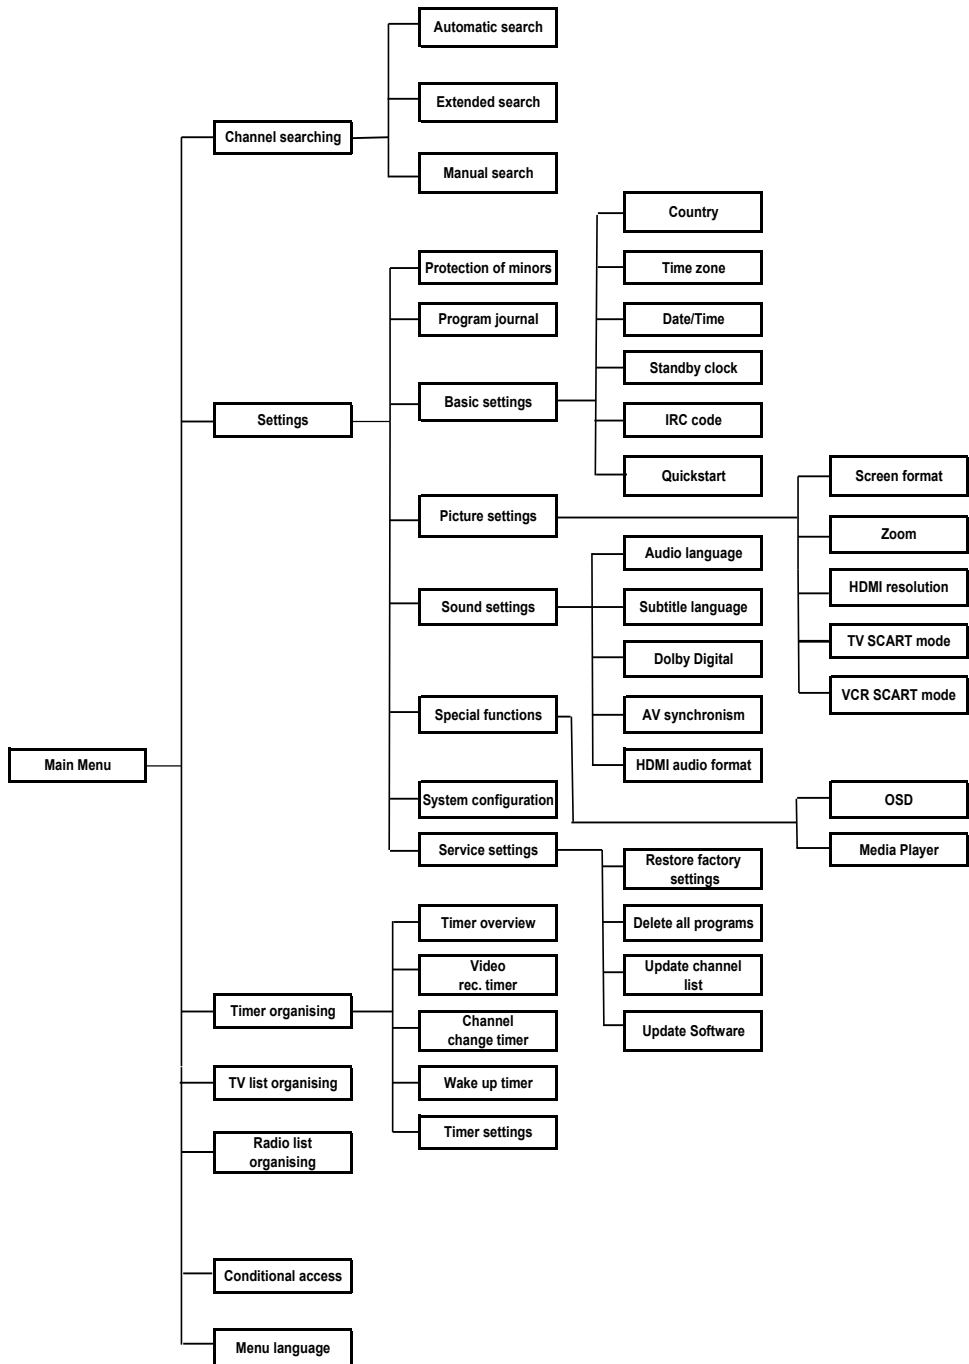 Main Menu
Channel searching
Automatic search
Extended search
Manual search
Settings
Protection of minors
Program journal
Basic settings
Country
Time zone
Date/Time
Standby clock
IRC code
Quickstart
Picture settings
Screen format
Zoom
HDMI resolution
TV SCART mode
VCR SCART mode
Sound settings
Audio language
Subtitle language
Dolby Digital
AV synchronism
HDMI audio format
Special functions
OSD
Media Player
System configuration
Service settings
Restore factory
settings
Delete all programs
Update channel
list
Update Software
Timer organising
Timer overview
Video
rec. timer
Channel
change timer
Wake up timer
Timer settings
TV list organising
Radio list
organising
Conditional access
Menu language